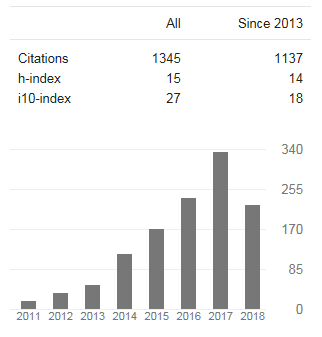 All Since 2013
Citations 1345 1137
h-index 15 14
i10-index 27 18
340
255
170
85
0
2011 2012 2013 2014 2015 2016 2017 2018